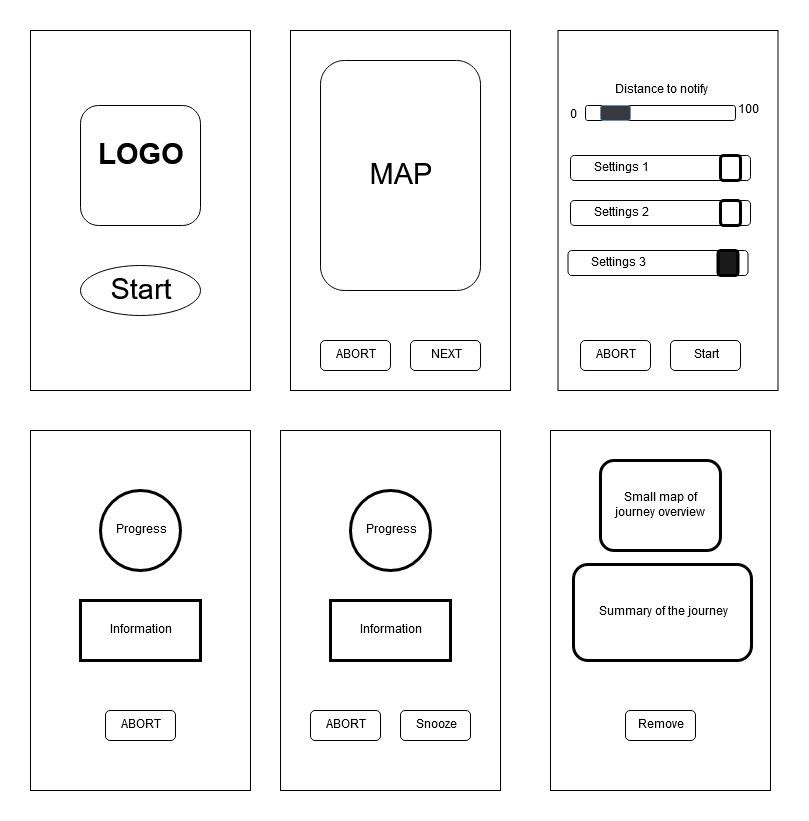 LOGO
Start
MAP
ABORT
NEXT
Distance to notify
0
100
Settings 1
Settings 2
Settings 3
ABORT
Start
Progress
Information
ABORT
Progress
Information
ABORT
Snooze
Small map of
journey overview
Summary of the journey
Remove